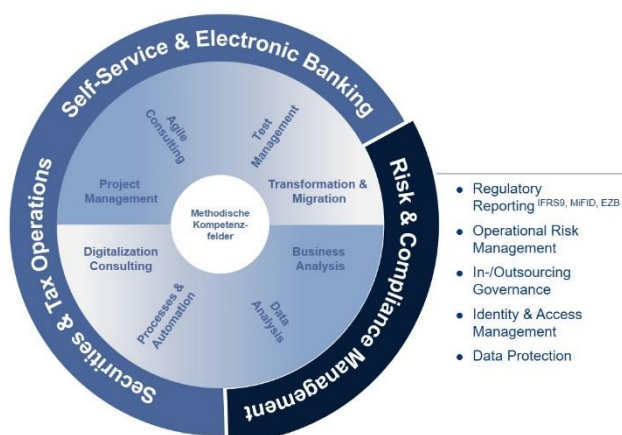 Self-Service & Electronic Banking
Agile
Consulting
Test
Management
Project
Management
Transformation &
Migration
Methodische
Kompetenz-
felder
Digitalization
Consulting
Business
Analysis
Processes &
Automation
Data
Analysis
Securities & Tax Operations
Risk & Compliance Management
• Regulatory
Reporting IFRS9, MiFID, EZB
• Operational Risk
Management
• In-/Outsourcing
Governance
• Identity & Access
Management
• Data Protection